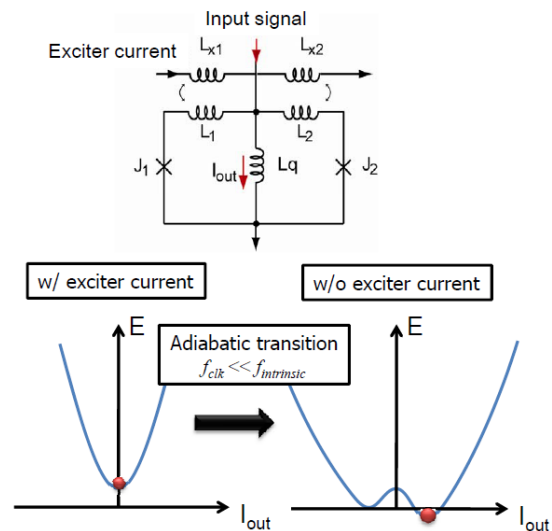 Input signal
Exciter current
Lx1
Lx2
L1
L2
J1
Iout
Lq
J2
w/ exciter current
w/o exciter current
E
E
Adiabatic transition
fclk<<fintrinsic
Iout
Iout